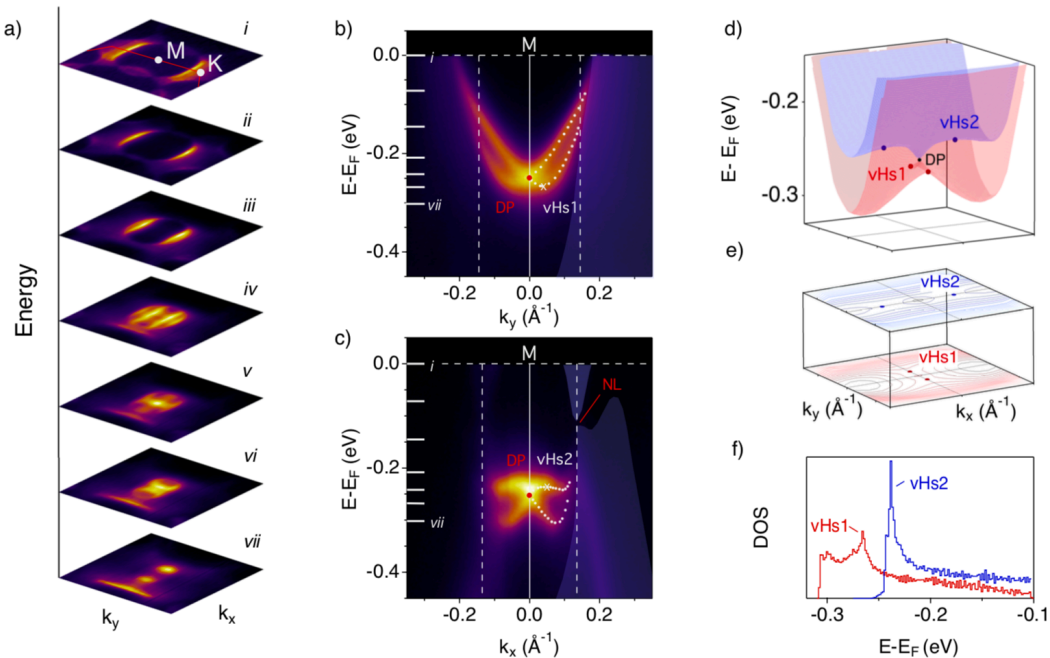 a)
Energy
i
M
K
ii
iii
iv
v
vi
vii
k_y
k_x
b)
M
E-E_F (eV)
0.0
-0.2
-0.4
i
vii
DP
vHs1
-0.2
0.0
0.2
k_y (Å⁻¹)
c)
M
E-E_F (eV)
0.0
-0.2
-0.4
i
vii
NL
DP
vHs2
-0.2
0.0
0.2
k_x (Å⁻¹)
d)
E- E_F (eV)
-0.2
-0.3
vHs2
DP
vHs1
e)
vHs2
vHs1
k_y (Å⁻¹)
k_x (Å⁻¹)
f)
DOS
vHs2
vHs1
-0.3
-0.2
-0.1
E-E_F (eV)